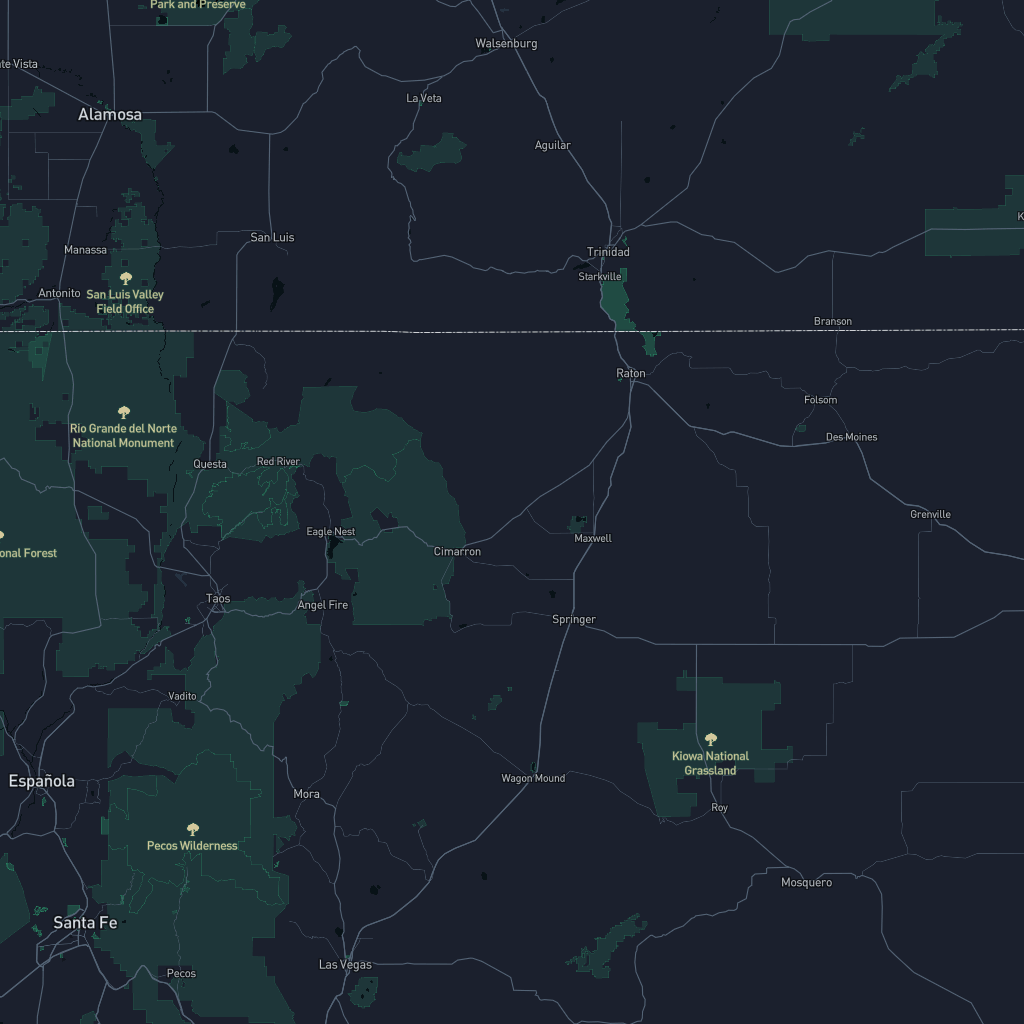 Park and Preserve
Walsenburg
te Vista
La Veta
Alamosa
Aguilar
K
San Luis
Manassa
Trinidad
Starkville
Antonito
San Luis Valley
Field Office
Branson
Raton
Folsom
Rio Grande del Norte
National Monument
Des Moines
Questa
Red River
Grenville
Eagle Nest
Maxwell
onal Forest
Cimarron
Taos
Angel Fire
Springer
Vadito
Kiowa National
Grassland
Española
Wagon Mound
Mora
Roy
Pecos Wilderness
Mosquero
Santa Fe
Las Vegas
Pecos